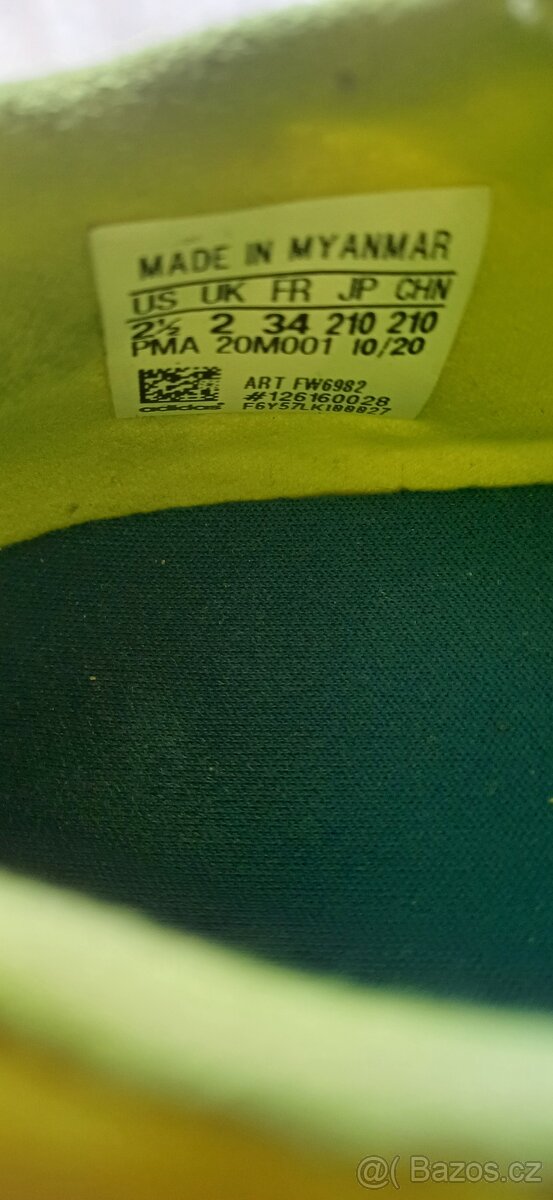 MADE IN MYANMAR
US UK FR JP CHN
2½ 2 34 210 210
PMA 20M001 10/20
ART FW6982
#126160028
adidas F6Y57LKI00027
@( Bazos.cz